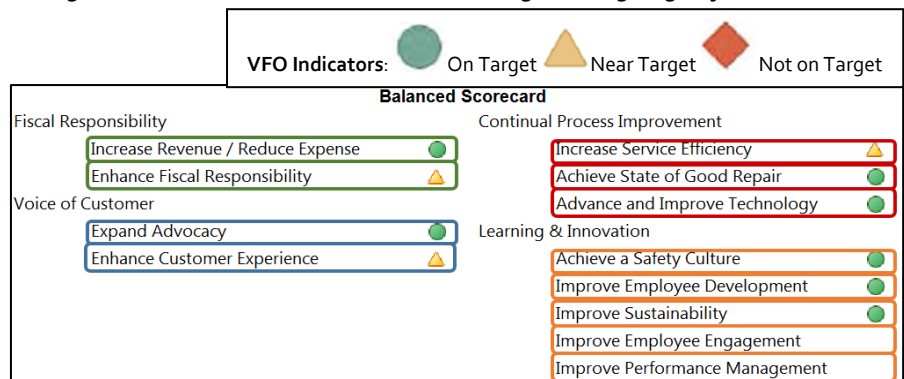 VFO Indicators: On Target Near Target Not on Target
Balanced Scorecard
Fiscal Responsibility
Increase Revenue / Reduce Expense
Enhance Fiscal Responsibility
Voice of Customer
Expand Advocacy
Enhance Customer Experience
Continual Process Improvement
Increase Service Efficiency
Achieve State of Good Repair
Advance and Improve Technology
Learning & Innovation
Achieve a Safety Culture
Improve Employee Development
Improve Sustainability
Improve Employee Engagement
Improve Performance Management